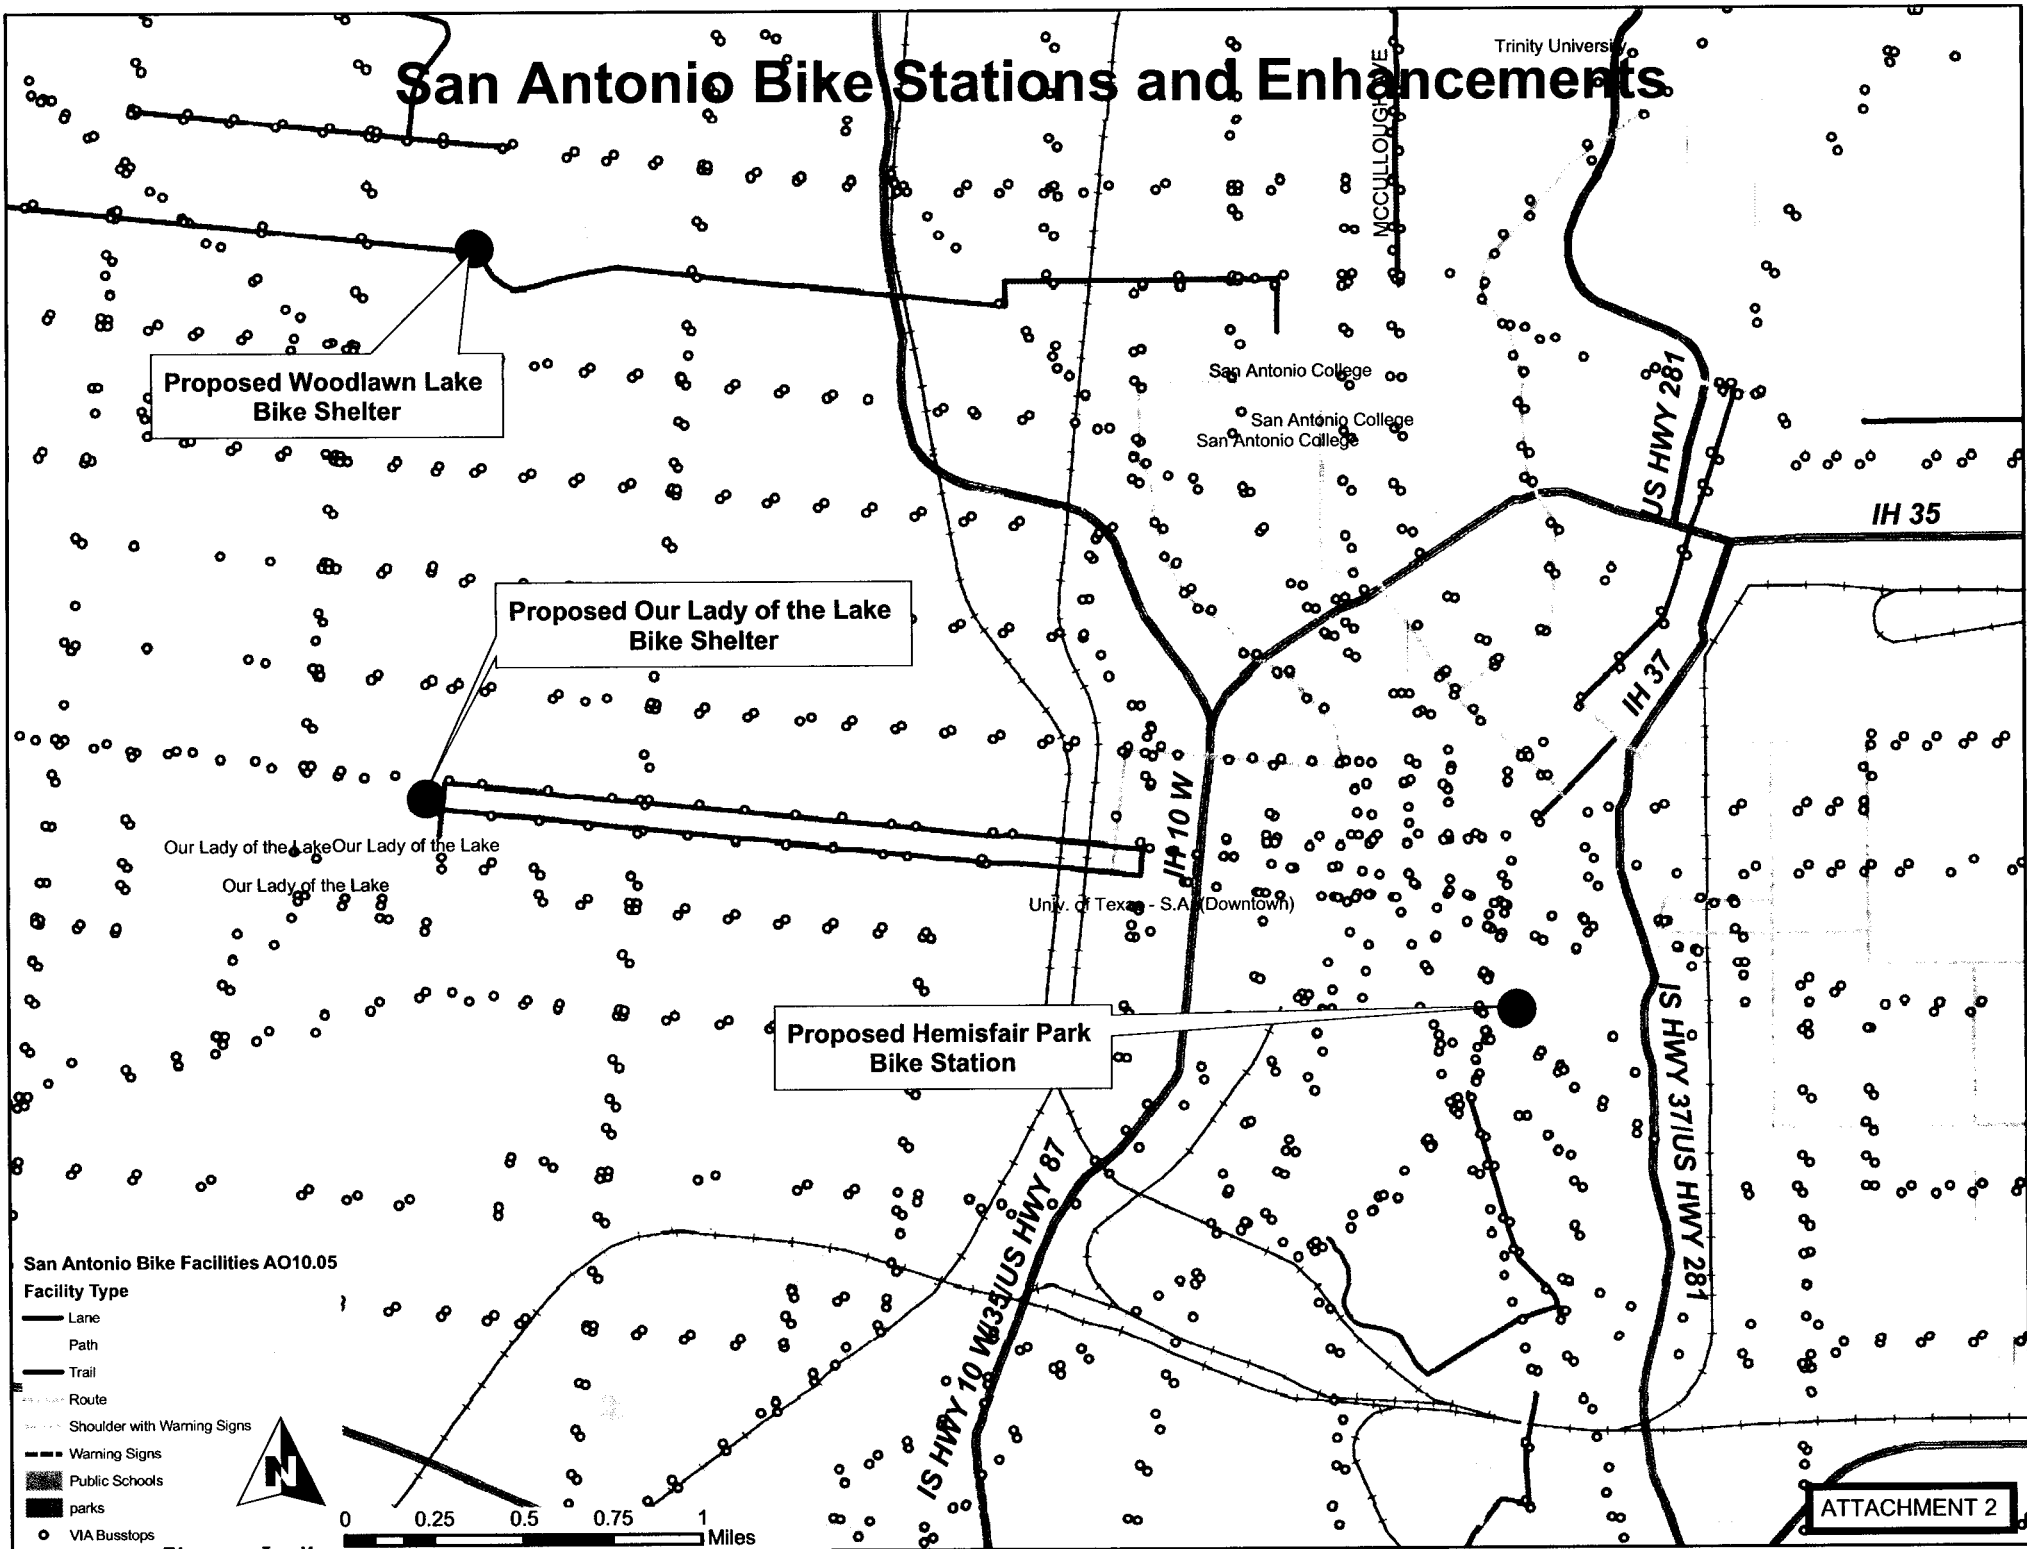 San Antonio Bike Stations and Enhancements
Trinity University
MCCULLOUGH AVE
Proposed Woodlawn Lake
Bike Shelter
San Antonio College
San Antonio College
San Antonio College
US HWY 281
IH 35
Proposed Our Lady of the Lake
Bike Shelter
IH 37
IH 10 W
Our Lady of the Lake
Our Lady of the Lake
Our Lady of the Lake
Univ. of Texas - S.A. (Downtown)
Proposed Hemisfair Park
Bike Station
IS HWY 37/US HWY 281
IS HWY 10 W/35/US HWY 87
San Antonio Bike Facilities AO10.05
Facility Type
Lane
Path
Trail
Route
Shoulder with Warning Signs
Warning Signs
Public Schools
parks
VIA Busstops
N
0 0.25 0.5 0.75 1
Miles
ATTACHMENT 2